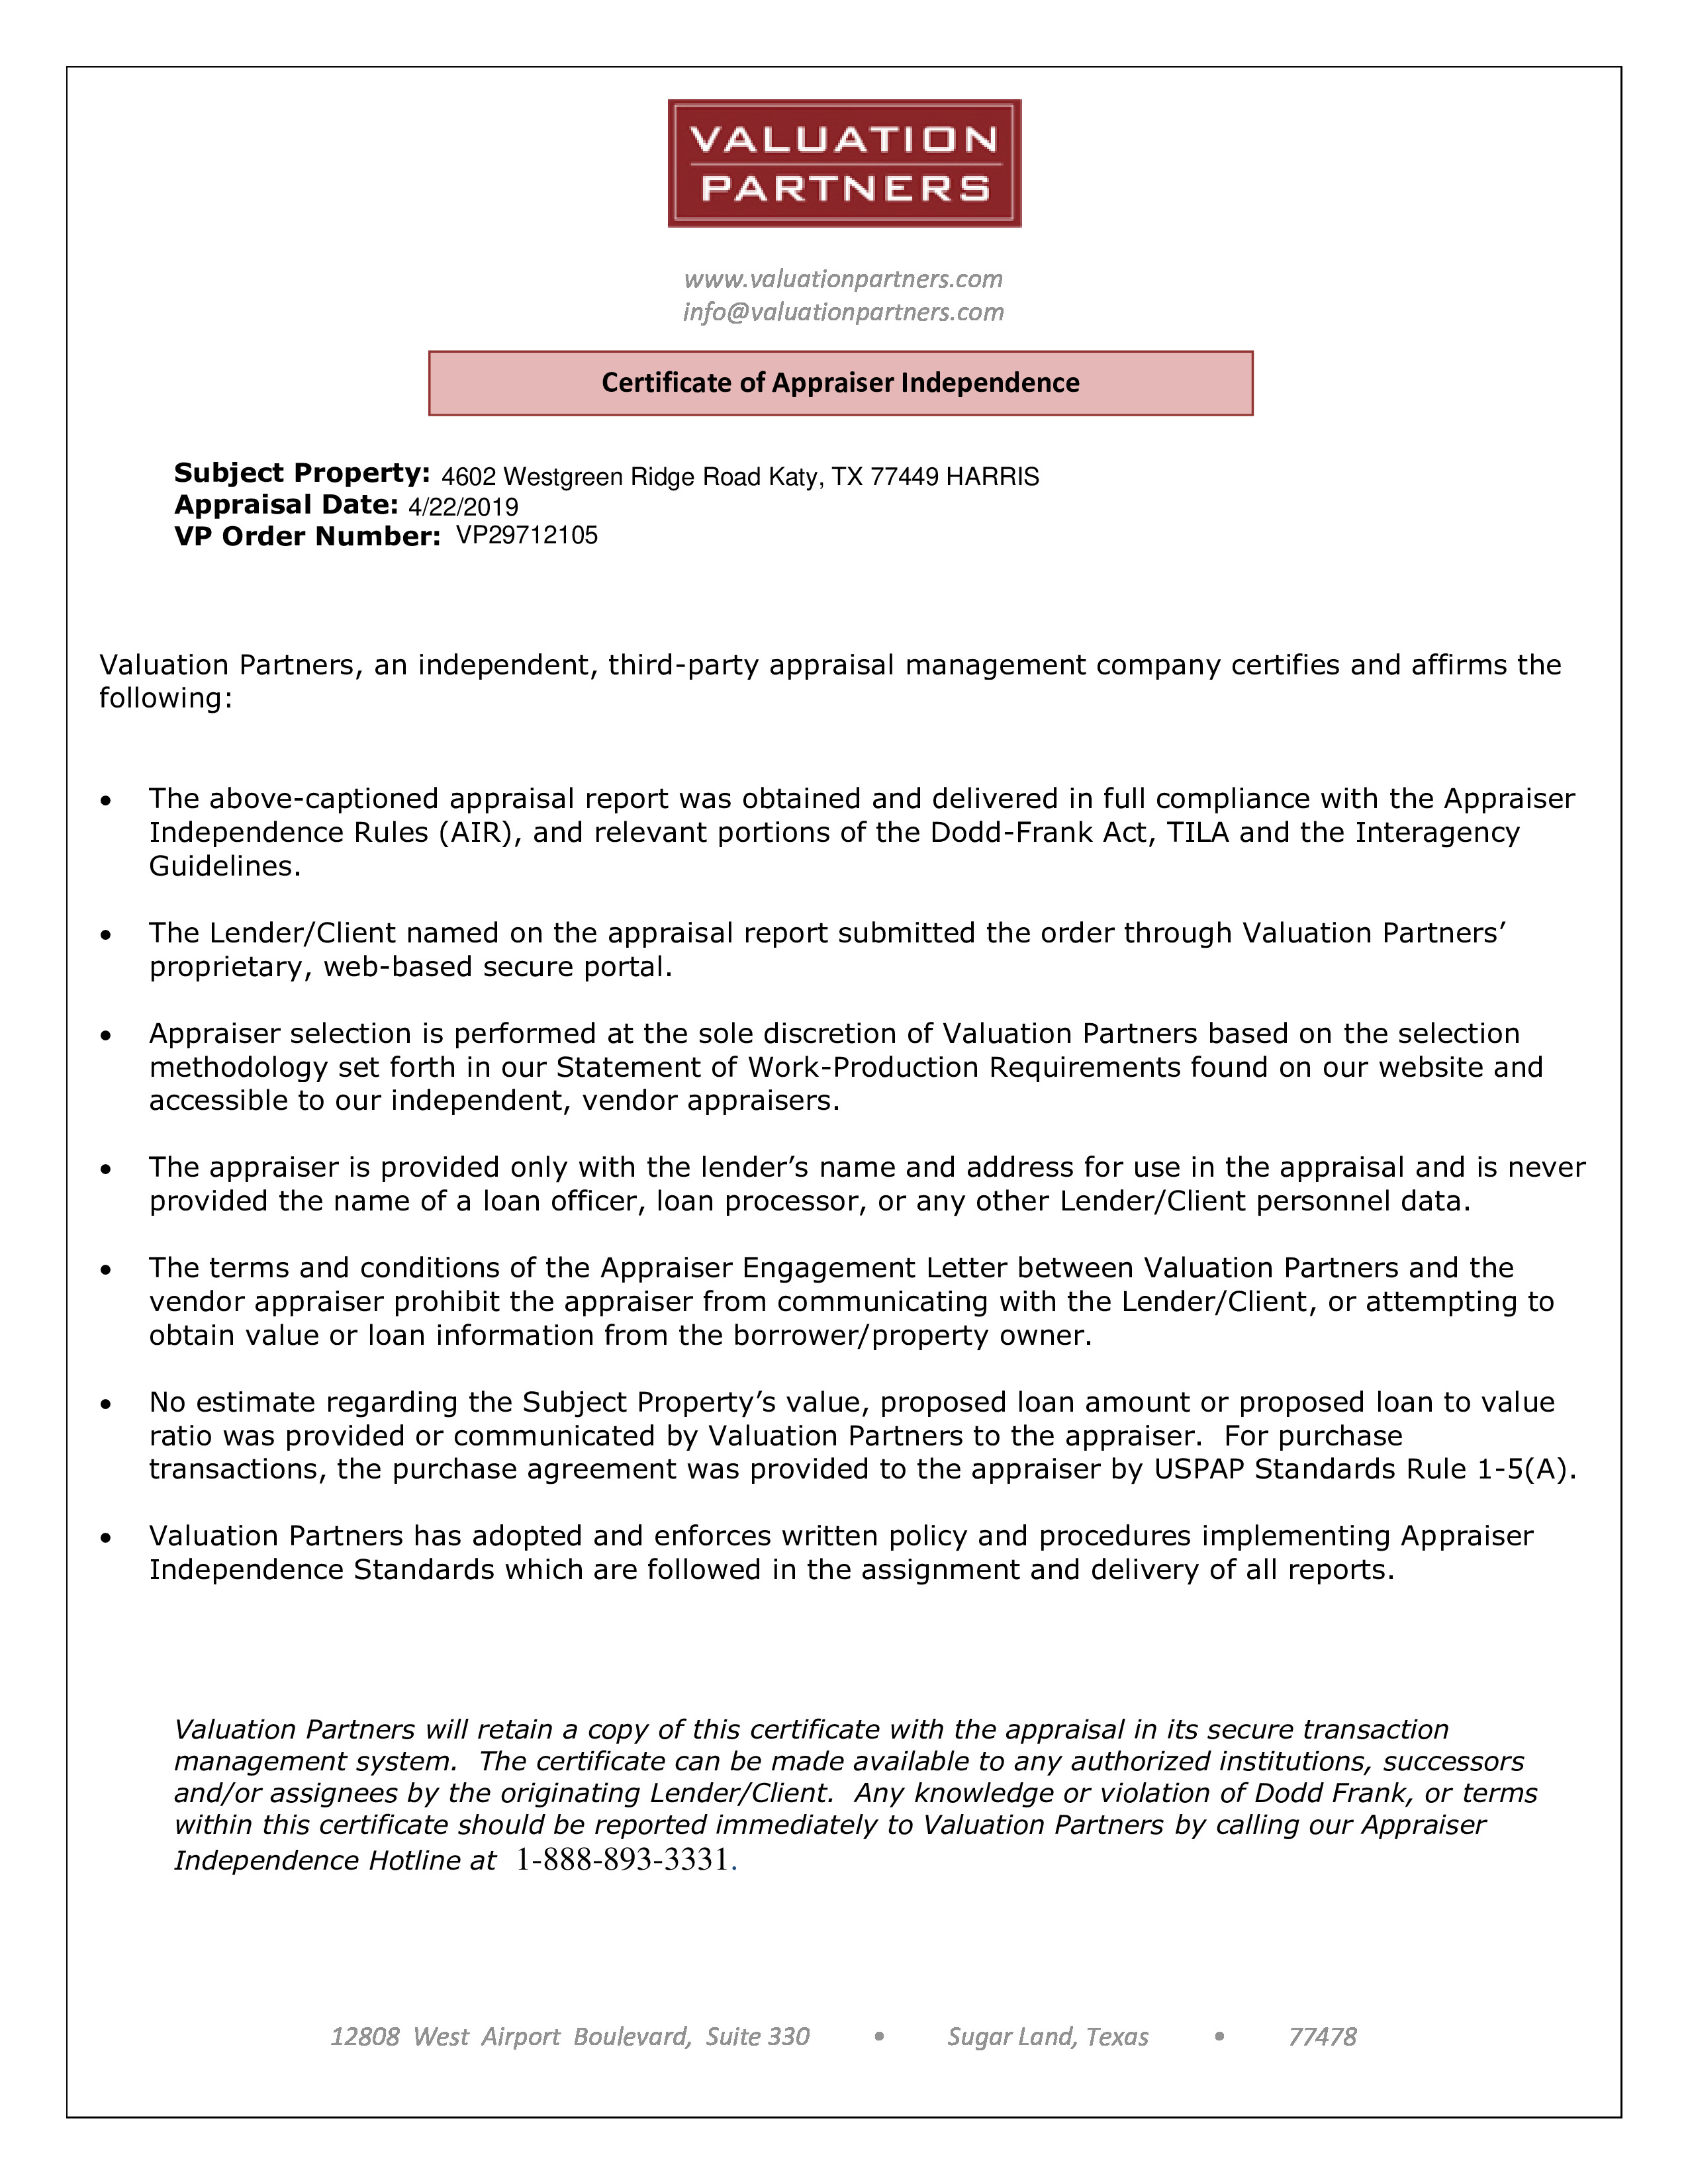 VALUATION
PARTNERS
www.valuationpartners.com
info@valuationpartners.com
Certificate of Appraiser Independence
Subject Property: 4602 Westgreen Ridge Road Katy, TX 77449 HARRIS
Appraisal Date: 4/22/2019
VP Order Number: VP29712105
Valuation Partners, an independent, third-party appraisal management company certifies and affirms the
following:
• The above-captioned appraisal report was obtained and delivered in full compliance with the Appraiser
Independence Rules (AIR), and relevant portions of the Dodd-Frank Act, TILA and the Interagency
Guidelines.
• The Lender/Client named on the appraisal report submitted the order through Valuation Partners’
proprietary, web-based secure portal.
• Appraiser selection is performed at the sole discretion of Valuation Partners based on the selection
methodology set forth in our Statement of Work-Production Requirements found on our website and
accessible to our independent, vendor appraisers.
• The appraiser is provided only with the lender’s name and address for use in the appraisal and is never
provided the name of a loan officer, loan processor, or any other Lender/Client personnel data.
• The terms and conditions of the Appraiser Engagement Letter between Valuation Partners and the
vendor appraiser prohibit the appraiser from communicating with the Lender/Client, or attempting to
obtain value or loan information from the borrower/property owner.
• No estimate regarding the Subject Property’s value, proposed loan amount or proposed loan to value
ratio was provided or communicated by Valuation Partners to the appraiser.  For purchase
transactions, the purchase agreement was provided to the appraiser by USPAP Standards Rule 1-5(A).
• Valuation Partners has adopted and enforces written policy and procedures implementing Appraiser
Independence Standards which are followed in the assignment and delivery of all reports.
Valuation Partners will retain a copy of this certificate with the appraisal in its secure transaction
management system.  The certificate can be made available to any authorized institutions, successors
and/or assignees by the originating Lender/Client.  Any knowledge or violation of Dodd Frank, or terms
within this certificate should be reported immediately to Valuation Partners by calling our Appraiser
Independence Hotline at 1-888-893-3331.
12808 West Airport Boulevard, Suite 330 • Sugar Land, Texas • 77478